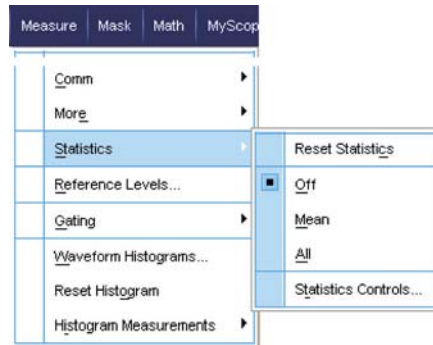 Measure Mask Math MyScop
Comm
More
Statistics
Reference Levels...
Gating
Waveform Histograms...
Reset Histogram
Histogram Measurements
Reset Statistics
Off
Mean
All
Statistics Controls...